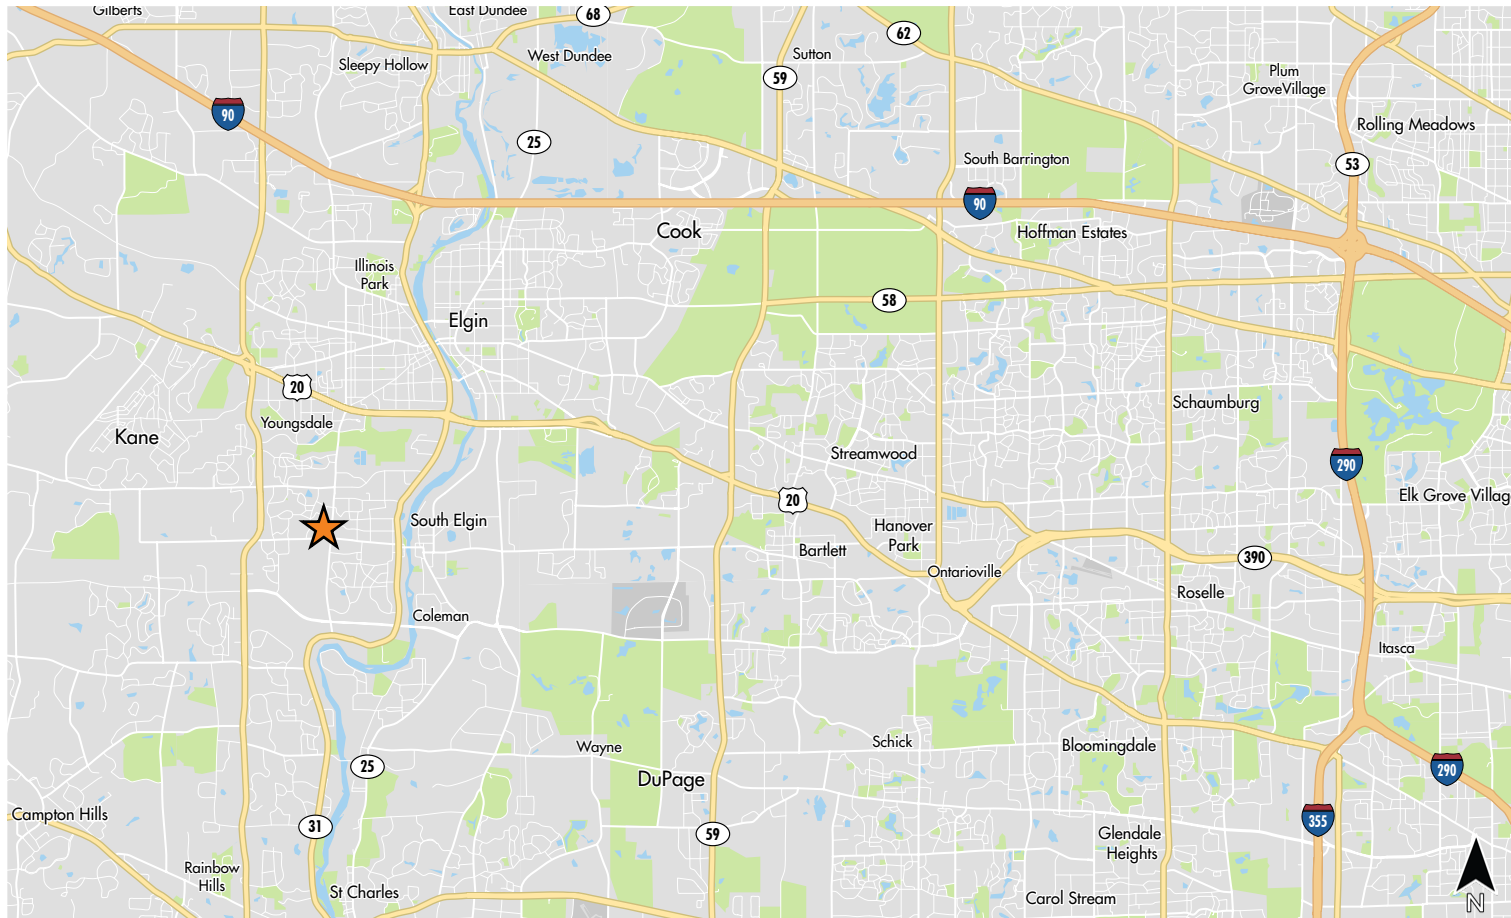 Gilberts
East Dundee
68
62
West Dundee
Sutton
Sleepy Hollow
59
Plum
GroveVillage
90
Rolling Meadows
25
South Barrington
53
90
Cook
Hoffman Estates
Illinois
Park
58
Elgin
20
Schaumburg
Youngsdale
Kane
Streamwood
290
Elk Grove Villag
20
South Elgin
Hanover
Park
Bartlett
390
Ontarioville
Roselle
Coleman
Itasca
Schick
Wayne
Bloomingdale
25
DuPage
290
Campton Hills
355
31
59
Glendale
Heights
Rainbow
Hills
St Charles
Carol Stream
N